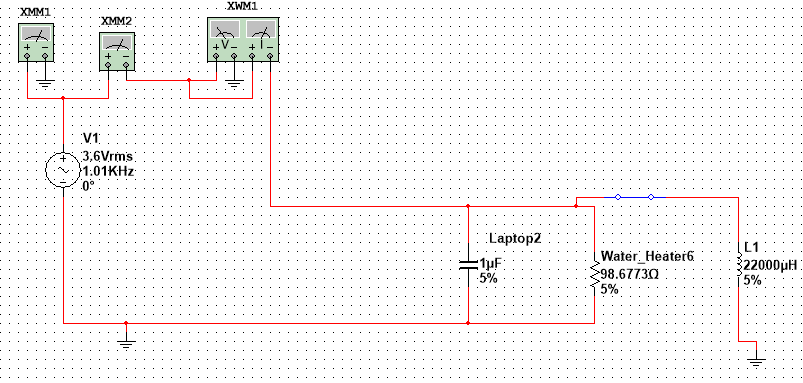 XMM1
XMM2
XWM1
+ -
+ -
V I
+ - + -
V1
+
-
3.6Vrms
1.01KHz
0°
Laptop2
1µF
5%
Water_Heater6
98.6773Ω
5%
L1
22000µH
5%